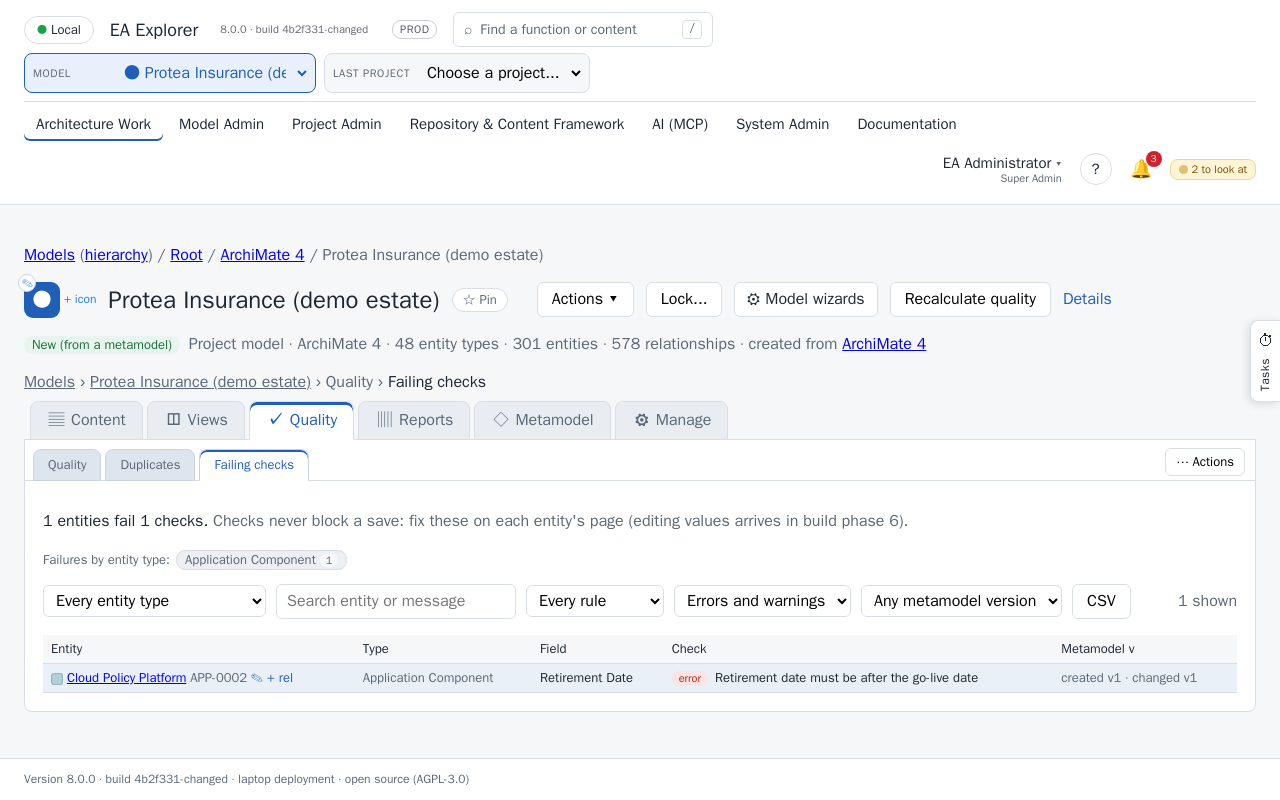 Local
EA Explorer
8.0.0 · build 4b2f331-changed
PROD
Find a function or content
/
MODEL
Protea Insurance (de
LAST PROJECT
Choose a project...
Architecture Work
Model Admin
Project Admin
Repository & Content Framework
AI (MCP)
System Admin
Documentation
EA Administrator
Super Admin
?
3
2 to look at
Models (hierarchy) / Root / ArchiMate 4 / Protea Insurance (demo estate)
+ icon
Protea Insurance (demo estate)
☆ Pin
Actions
Lock...
Model wizards
Recalculate quality
Details
New (from a metamodel)
Project model · ArchiMate 4 · 48 entity types · 301 entities · 578 relationships · created from ArchiMate 4
Tasks
Models › Protea Insurance (demo estate) › Quality › Failing checks
Content
Views
✓ Quality
Reports
Metamodel
Manage
Quality
Duplicates
Failing checks
··· Actions
1 entities fail 1 checks. Checks never block a save: fix these on each entity's page (editing values arrives in build phase 6).
Failures by entity type: Application Component 1
Every entity type
Search entity or message
Every rule
Errors and warnings
Any metamodel version
CSV
1 shown
Entity Type Field Check Metamodel v
Cloud Policy Platform APP-0002 + rel Application Component Retirement Date error Retirement date must be after the go-live date created v1 · changed v1
Version 8.0.0 · build 4b2f331-changed · laptop deployment · open source (AGPL-3.0)